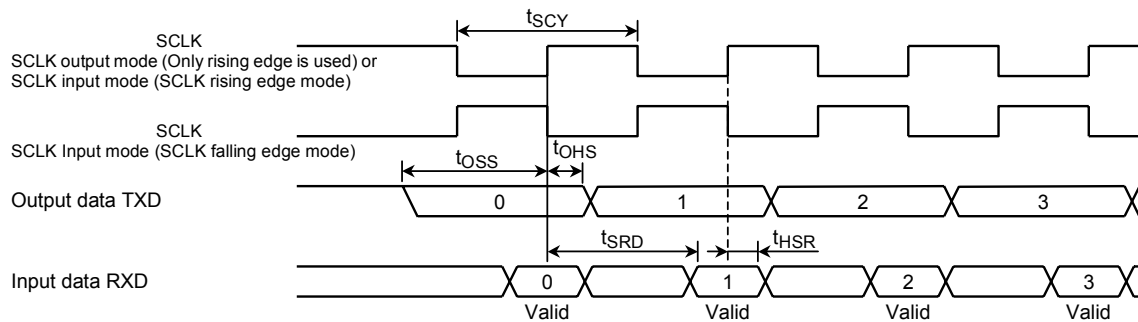 tSCY
SCLK
SCLK output mode (Only rising edge is used) or
SCLK input mode (SCLK rising edge mode)
SCLK
SCLK Input mode (SCLK falling edge mode)
tOSS
tOHS
Output data TXD
0
1
2
3
tSRD
tHSR
Input data RXD
0
1
2
3
Valid
Valid
Valid
Valid